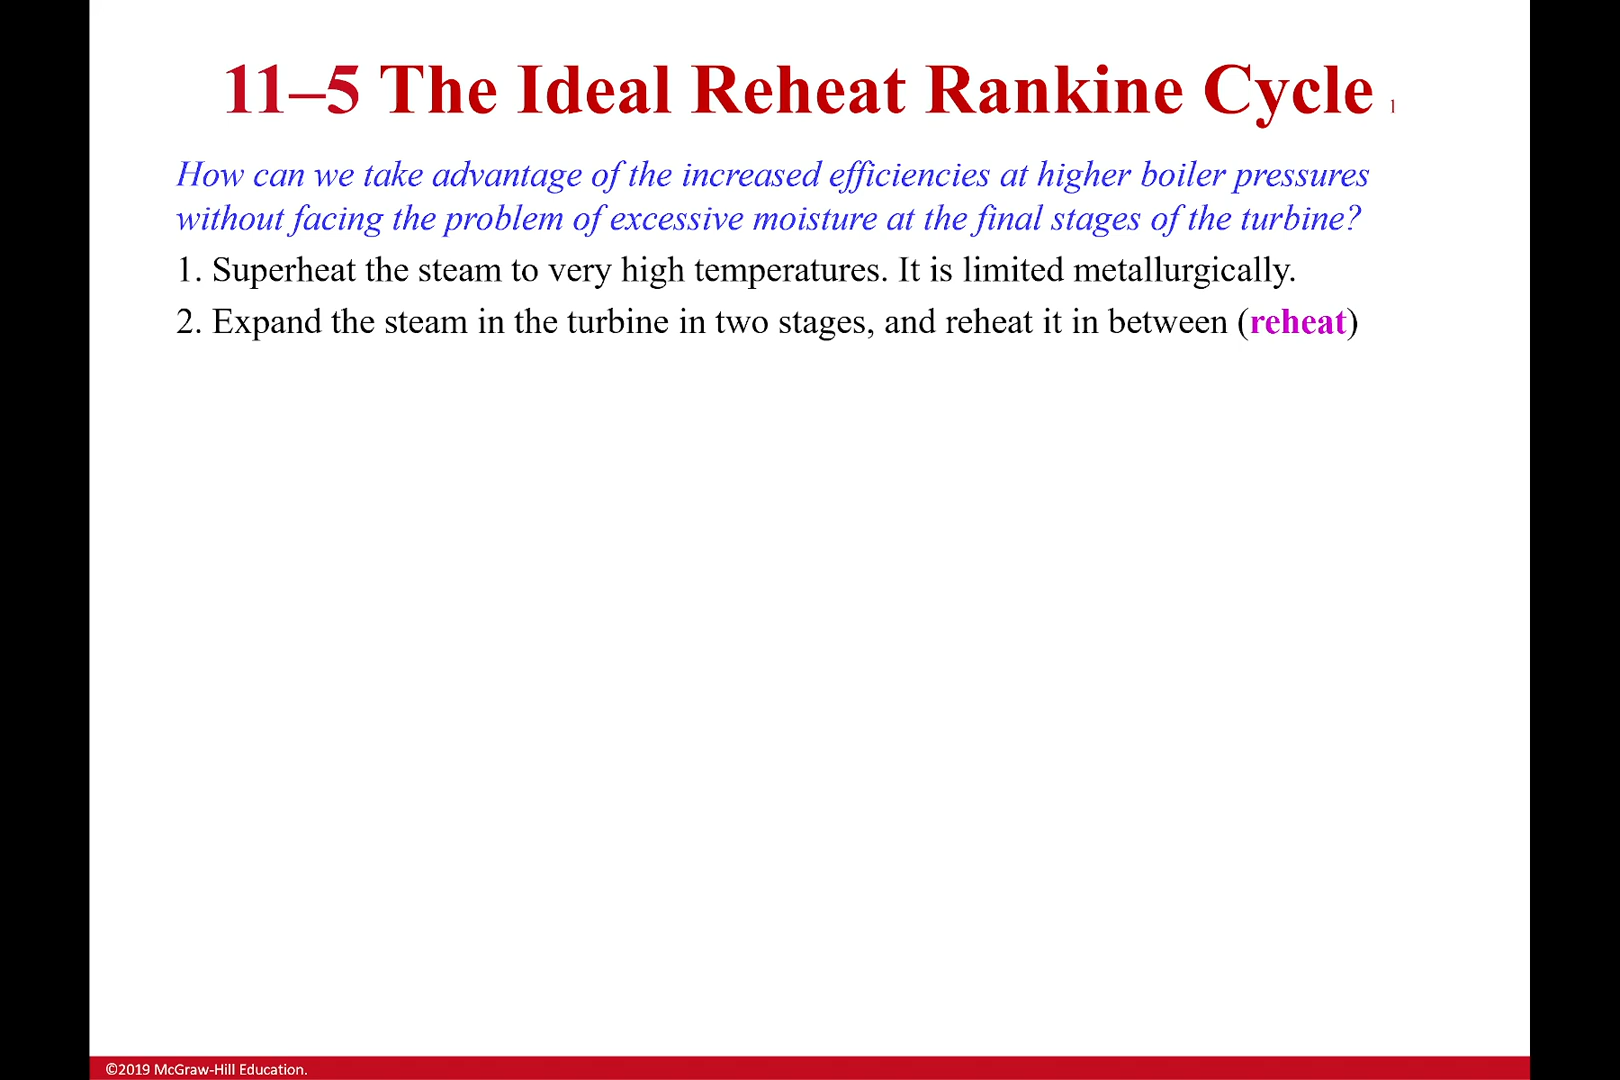 11–5 The Ideal Reheat Rankine Cycle 1
How can we take advantage of the increased efficiencies at higher boiler pressures
without facing the problem of excessive moisture at the final stages of the turbine?
1. Superheat the steam to very high temperatures. It is limited metallurgically.
2. Expand the steam in the turbine in two stages, and reheat it in between (reheat)
©2019 McGraw-Hill Education.